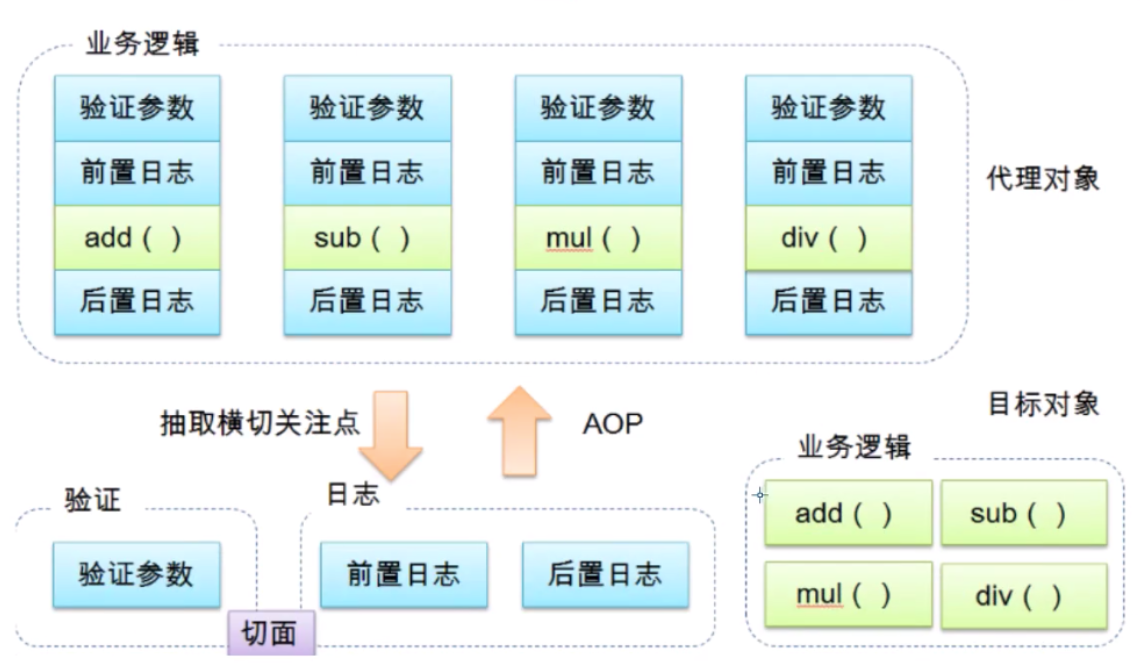 业务逻辑
验证参数 验证参数 验证参数 验证参数
前置日志 前置日志 前置日志 前置日志
代理对象
add（ ） sub（ ） mul（ ） div（ ）
后置日志 后置日志 后置日志 后置日志
抽取横切关注点
AOP
目标对象
业务逻辑
验证
日志
add（ ） sub（ ）
验证参数
前置日志 后置日志
mul（ ） div（ ）
切面